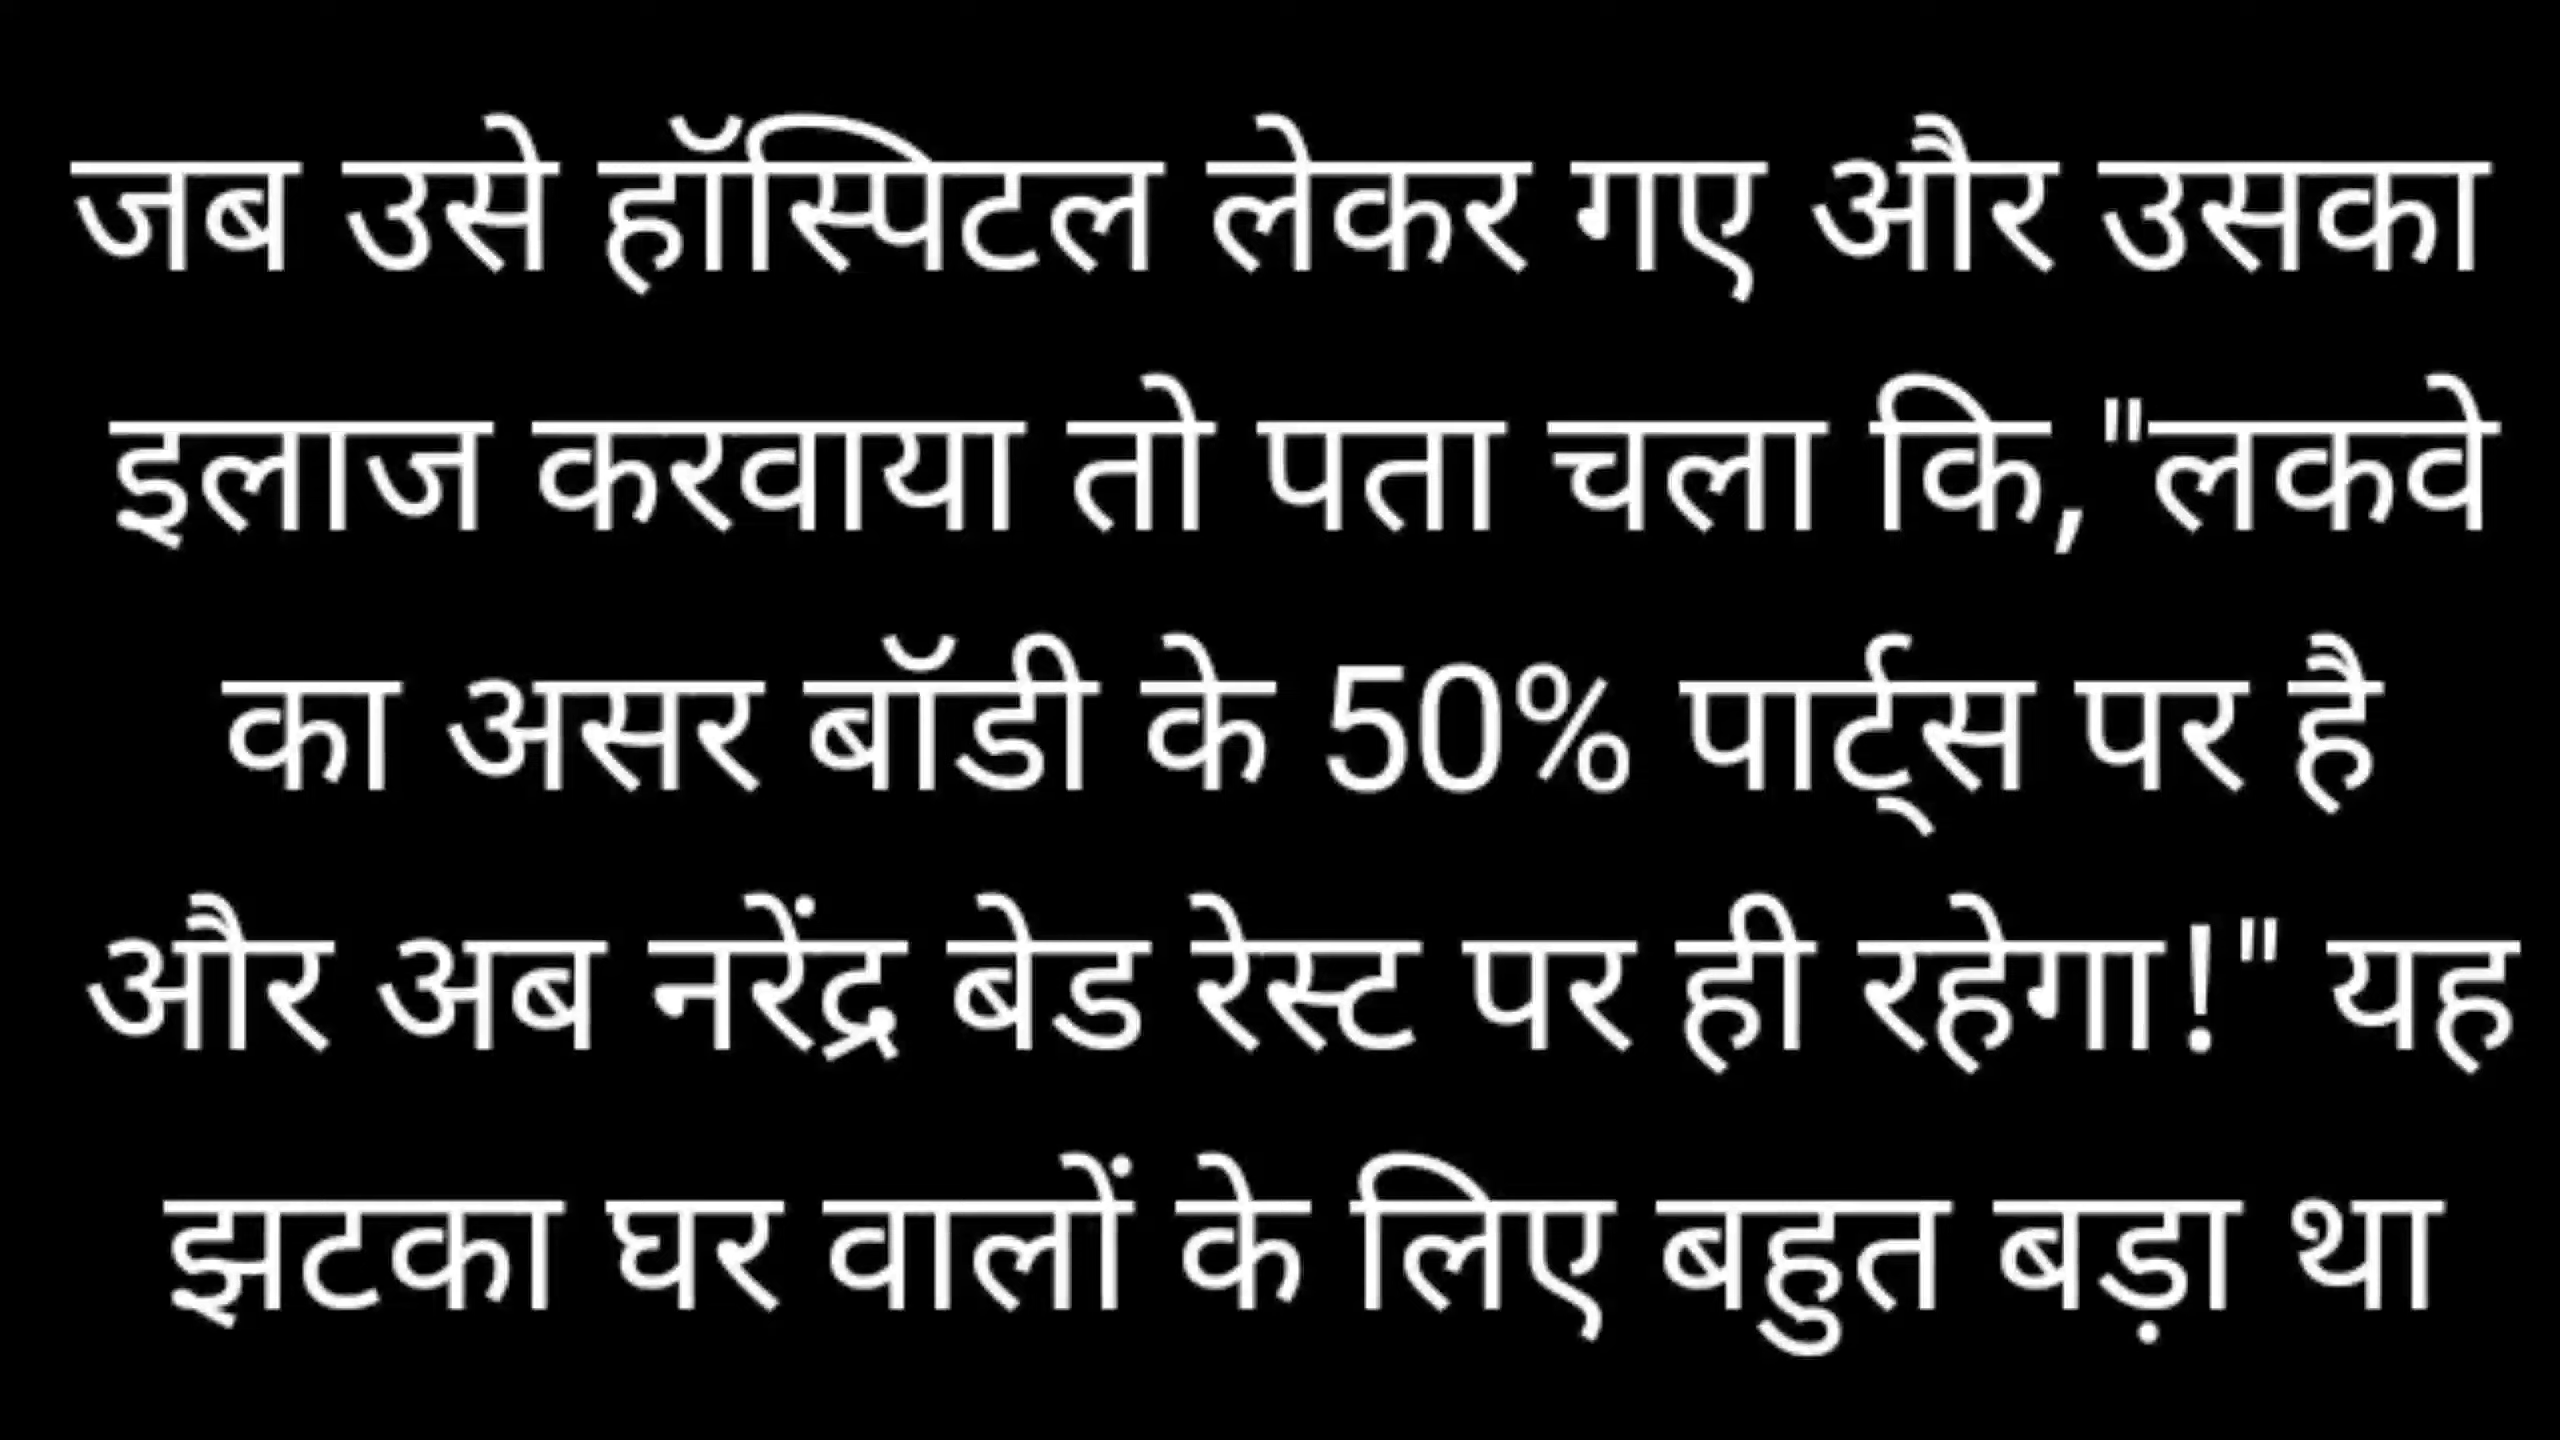 जब उसे हॉस्पिटल लेकर गए और उसका
इलाज करवाया तो पता चला कि,"लकवे
का असर बॉडी के 50% पार्ट्स पर है
और अब नरेंद्र बेड रेस्ट पर ही रहेगा!" यह
झटका घर वालों के लिए बहुत बड़ा था